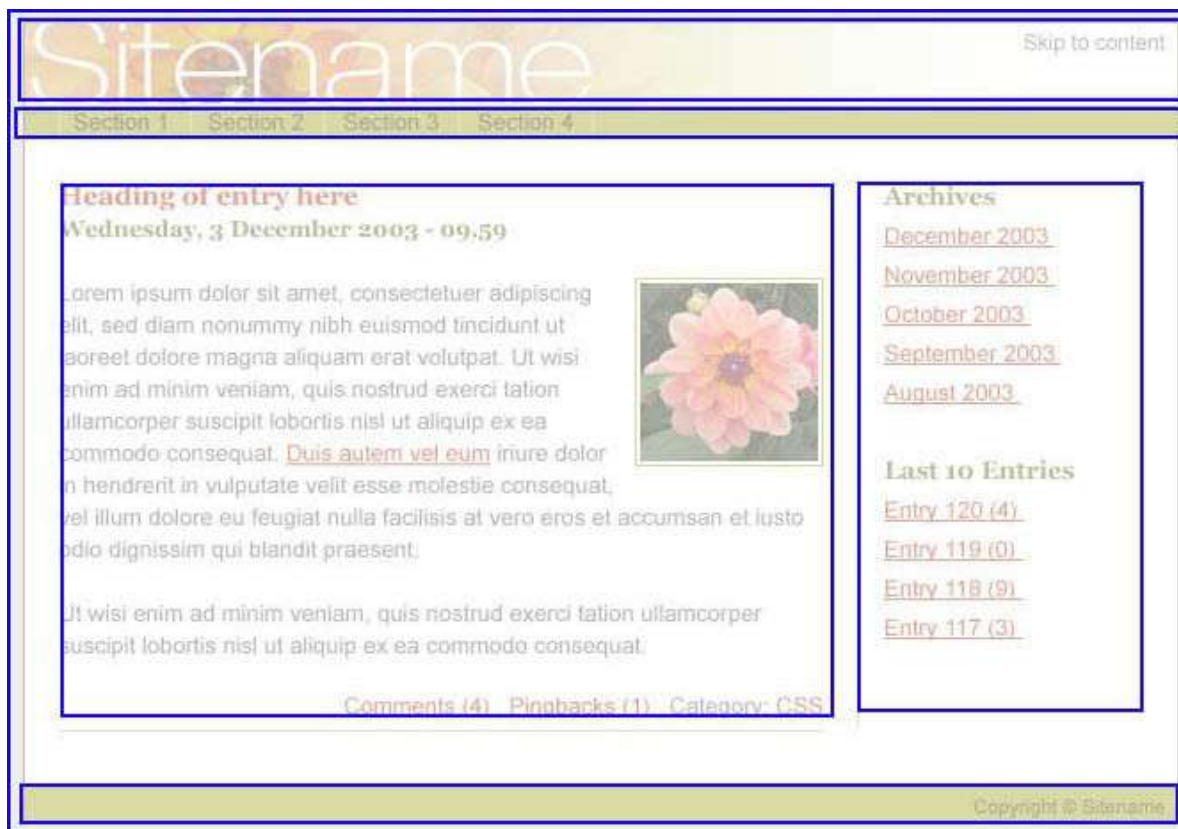 Sitename
Skip to content
Section 1 Section 2 Section 3 Section 4
Heading of entry here
Wednesday, 3 December 2003 - 09.59
Lorem ipsum dolor sit amet, consectetuer adipiscing
elit, sed diam nonummy nibh euismod tincidunt ut
laoreet dolore magna aliquam erat volutpat. Ut wisi
enim ad minim veniam, quis nostrud exerci tation
ullamcorper suscipit lobortis nisl ut aliquip ex ea
commodo consequat. Duis autem vel eum iriure dolor
in hendrerit in vulputate velit esse molestie consequat,
vel illum dolore eu feugiat nulla facilisis at vero eros et accumsan et iusto
odio dignissim qui blandit praesent.
Ut wisi enim ad minim veniam, quis nostrud exerci tation ullamcorper
suscipit lobortis nisl ut aliquip ex ea commodo consequat.
Comments (4) Pingbacks (1) Category: CSS
Archives
December 2003
November 2003
October 2003
September 2003
August 2003
Last 10 Entries
Entry 120 (4)
Entry 119 (0)
Entry 118 (9)
Entry 117 (3)
Copyright © Sitename